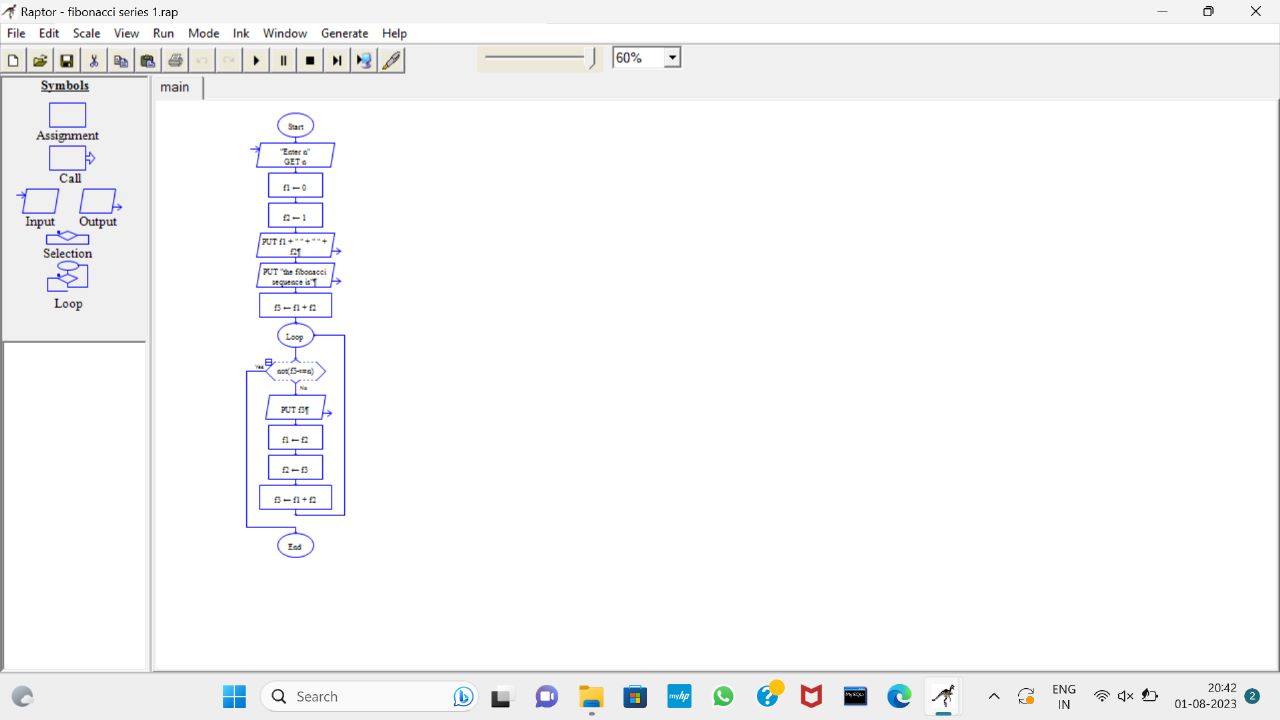 Raptor - fibonacci series 1.rap
File Edit Scale View Run Mode Ink Window Generate Help
60%
Symbols
Assignment
Call
Input Output
Selection
Loop
main
Start
"Enter n"
GET n
f1 ← 0
f2 ← 1
PUT f1 + " " + " " +
f2¶
PUT "the fibonacci
sequence is"¶
f3 ← f1 + f2
Loop
Yes
not(f3<=n)
No
PUT f3¶
f1 ← f2
f2 ← f3
f3 ← f1 + f2
End
Search
myhp
MySQL
ENG
IN
20:42
01-08-2023
2